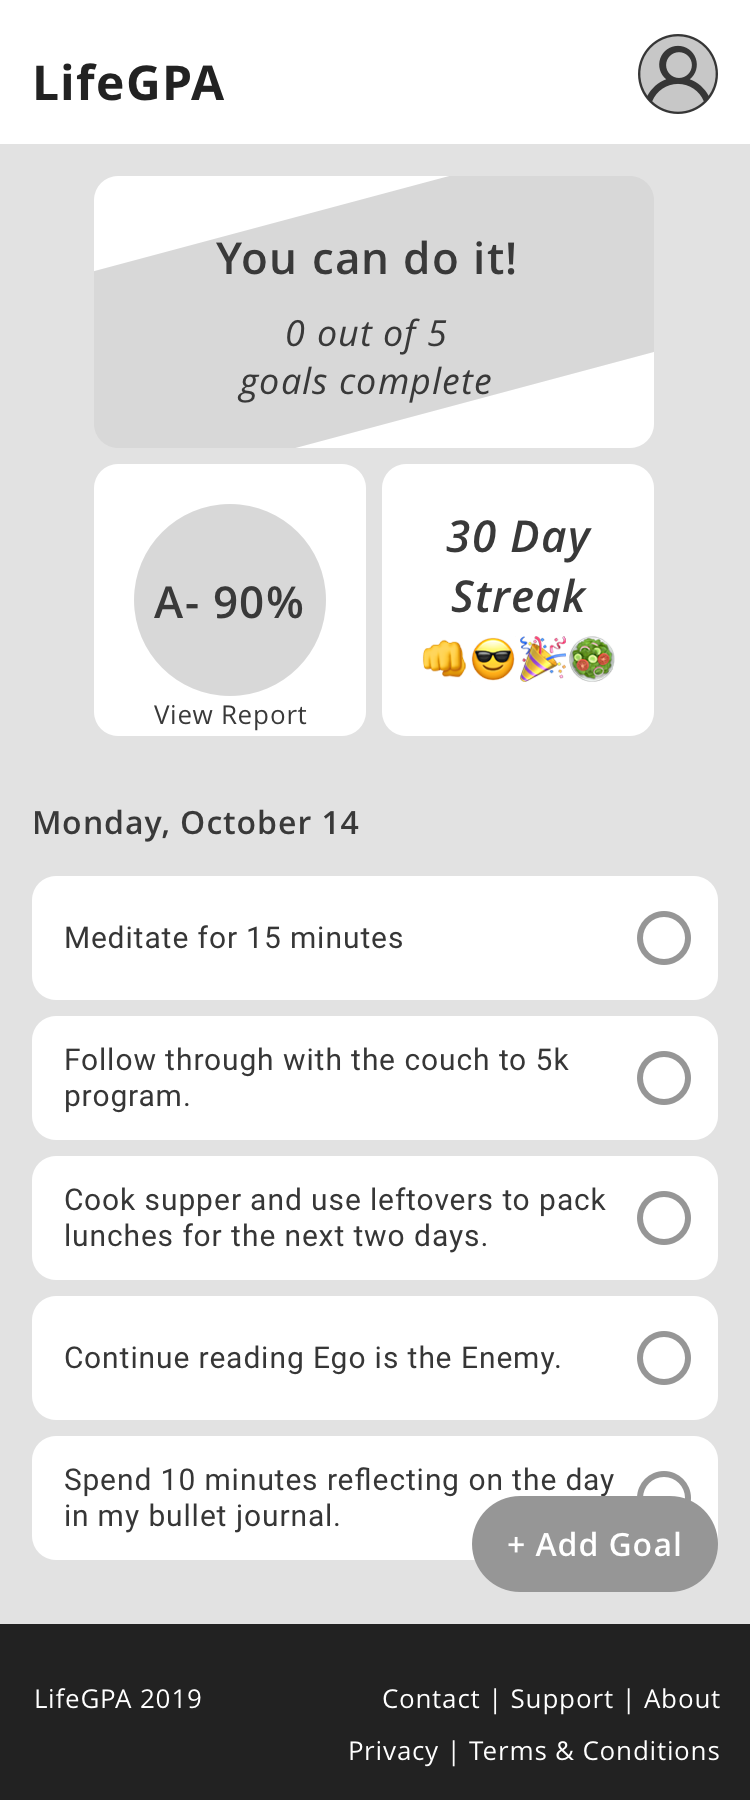 LifeGPA
You can do it!
0 out of 5
goals complete
A- 90%
View Report
30 Day
Streak
Monday, October 14
Meditate for 15 minutes
Follow through with the couch to 5k
program.
Cook supper and use leftovers to pack
lunches for the next two days.
Continue reading Ego is the Enemy.
Spend 10 minutes reflecting on the day
in my bullet journal.
+ Add Goal
LifeGPA 2019
Contact | Support | About
Privacy | Terms & Conditions